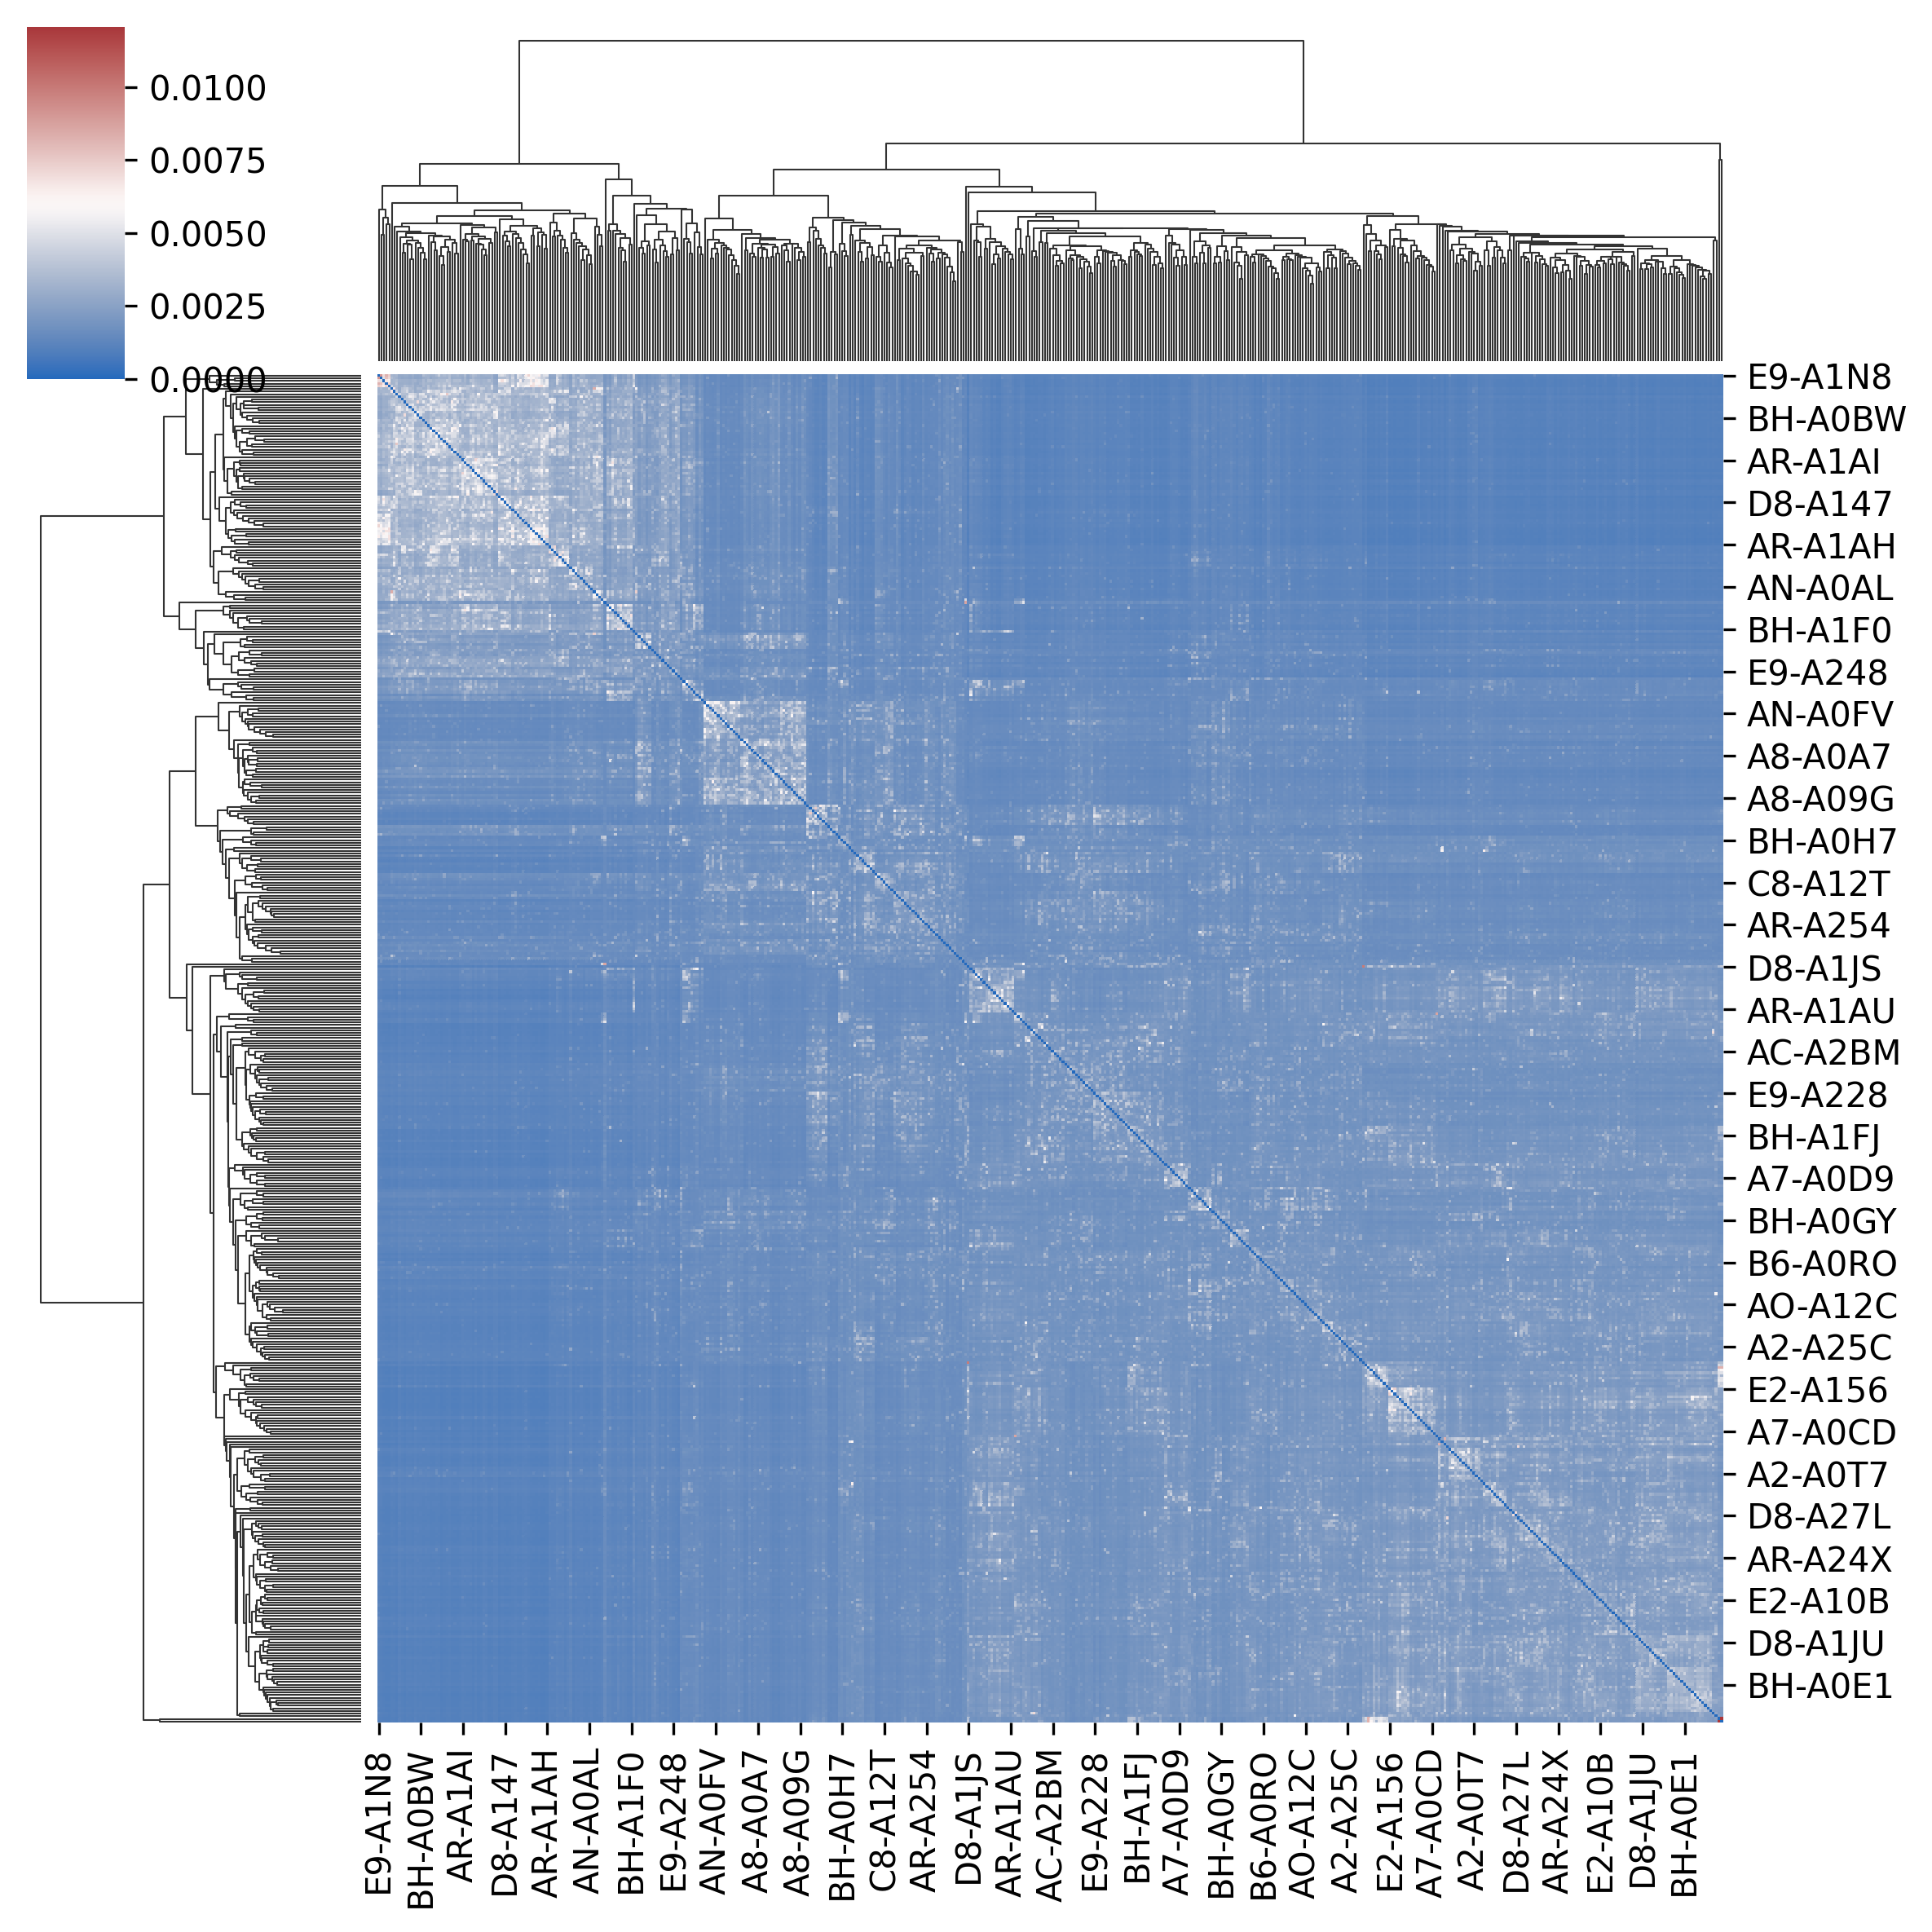 0.0100
0.0075
0.0050
0.0025
0.0000
E9-A1N8
BH-A0BW
AR-A1AI
D8-A147
AR-A1AH
AN-A0AL
BH-A1F0
E9-A248
AN-A0FV
A8-A0A7
A8-A09G
BH-A0H7
C8-A12T
AR-A254
D8-A1JS
AR-A1AU
AC-A2BM
E9-A228
BH-A1FJ
A7-A0D9
BH-A0GY
B6-A0RO
AO-A12C
A2-A25C
E2-A156
A7-A0CD
A2-A0T7
D8-A27L
AR-A24X
E2-A10B
D8-A1JU
BH-A0E1
E9-A1N8
BH-A0BW
AR-A1AI
D8-A147
AR-A1AH
AN-A0AL
BH-A1F0
E9-A248
AN-A0FV
A8-A0A7
A8-A09G
BH-A0H7
C8-A12T
AR-A254
D8-A1JS
AR-A1AU
AC-A2BM
E9-A228
BH-A1FJ
A7-A0D9
BH-A0GY
B6-A0RO
AO-A12C
A2-A25C
E2-A156
A7-A0CD
A2-A0T7
D8-A27L
AR-A24X
E2-A10B
D8-A1JU
BH-A0E1